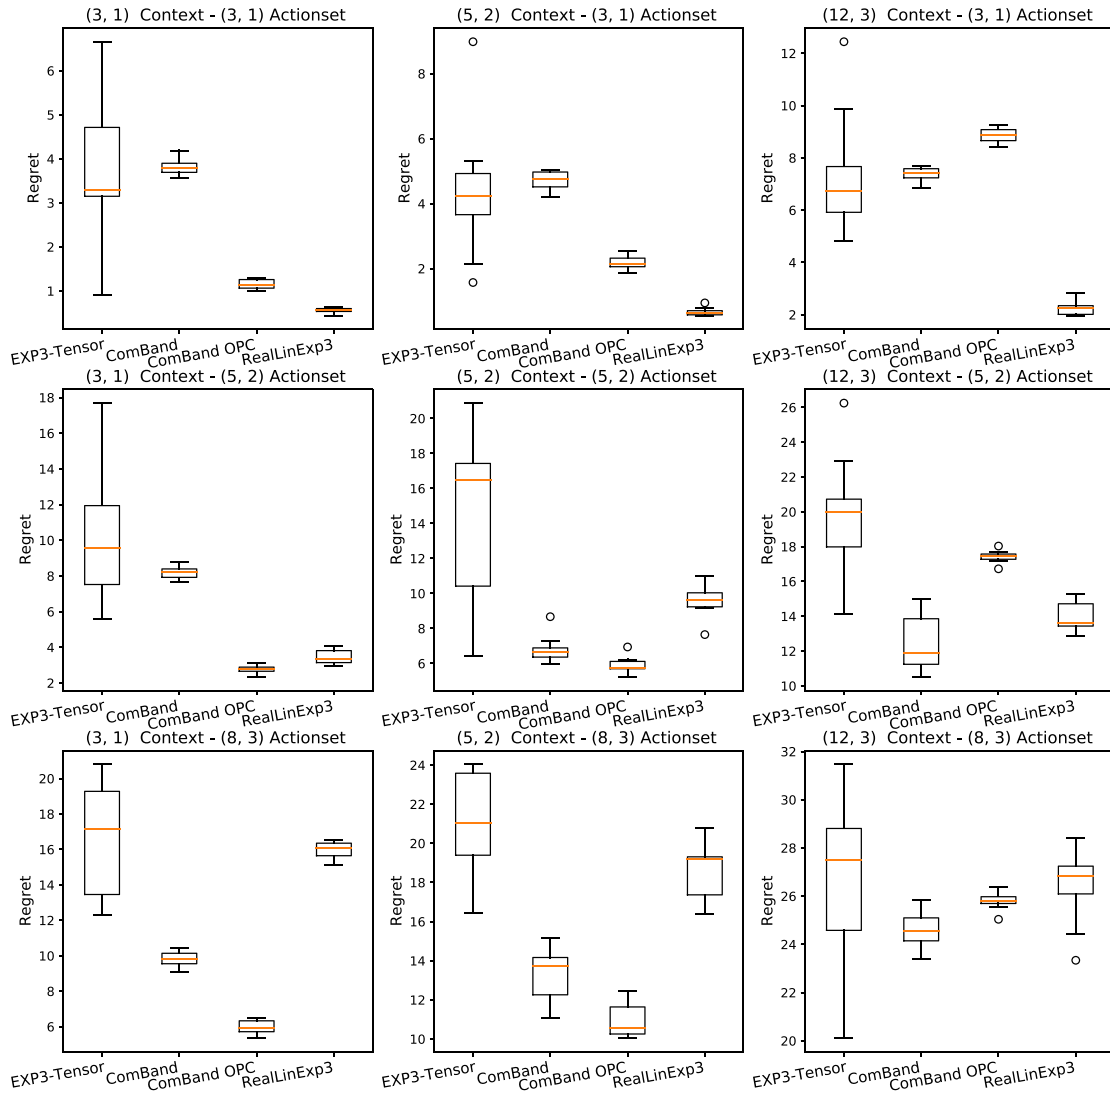 (3, 1)  Context - (3, 1) Actionset
Regret
6
5
4
3
2
1
EXP3-Tensor
ComBand
ComBand OPC
RealLinExp3
(5, 2)  Context - (3, 1) Actionset
Regret
8
6
4
2
EXP3-Tensor
ComBand
ComBand OPC
RealLinExp3
(12, 3)  Context - (3, 1) Actionset
Regret
12
10
8
6
4
2
EXP3-Tensor
ComBand
ComBand OPC
RealLinExp3
(3, 1)  Context - (5, 2) Actionset
Regret
18
16
14
12
10
8
6
4
2
EXP3-Tensor
ComBand
ComBand OPC
RealLinExp3
(5, 2)  Context - (5, 2) Actionset
Regret
20
18
16
14
12
10
8
6
EXP3-Tensor
ComBand
ComBand OPC
RealLinExp3
(12, 3)  Context - (5, 2) Actionset
Regret
26
24
22
20
18
16
14
12
10
EXP3-Tensor
ComBand
ComBand OPC
RealLinExp3
(3, 1)  Context - (8, 3) Actionset
Regret
20
18
16
14
12
10
8
6
EXP3-Tensor
ComBand
ComBand OPC
RealLinExp3
(5, 2)  Context - (8, 3) Actionset
Regret
24
22
20
18
16
14
12
10
EXP3-Tensor
ComBand
ComBand OPC
RealLinExp3
(12, 3)  Context - (8, 3) Actionset
Regret
32
30
28
26
24
22
20
EXP3-Tensor
ComBand
ComBand OPC
RealLinExp3